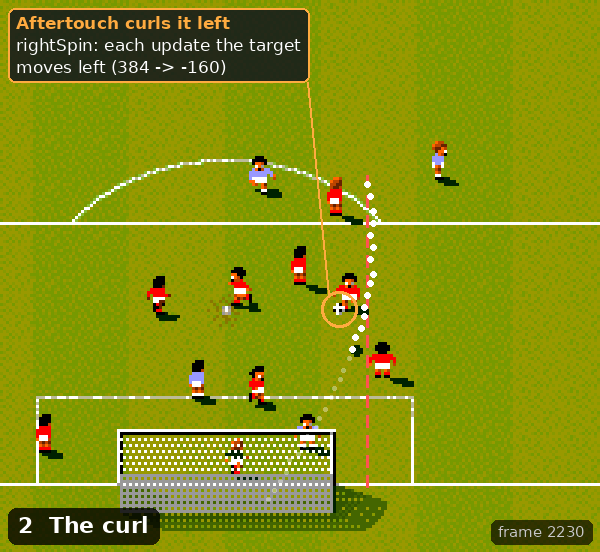 Aftertouch curls it left
rightSpin: each update the target
moves left (384 -> -160)
2 The curl
frame 2230